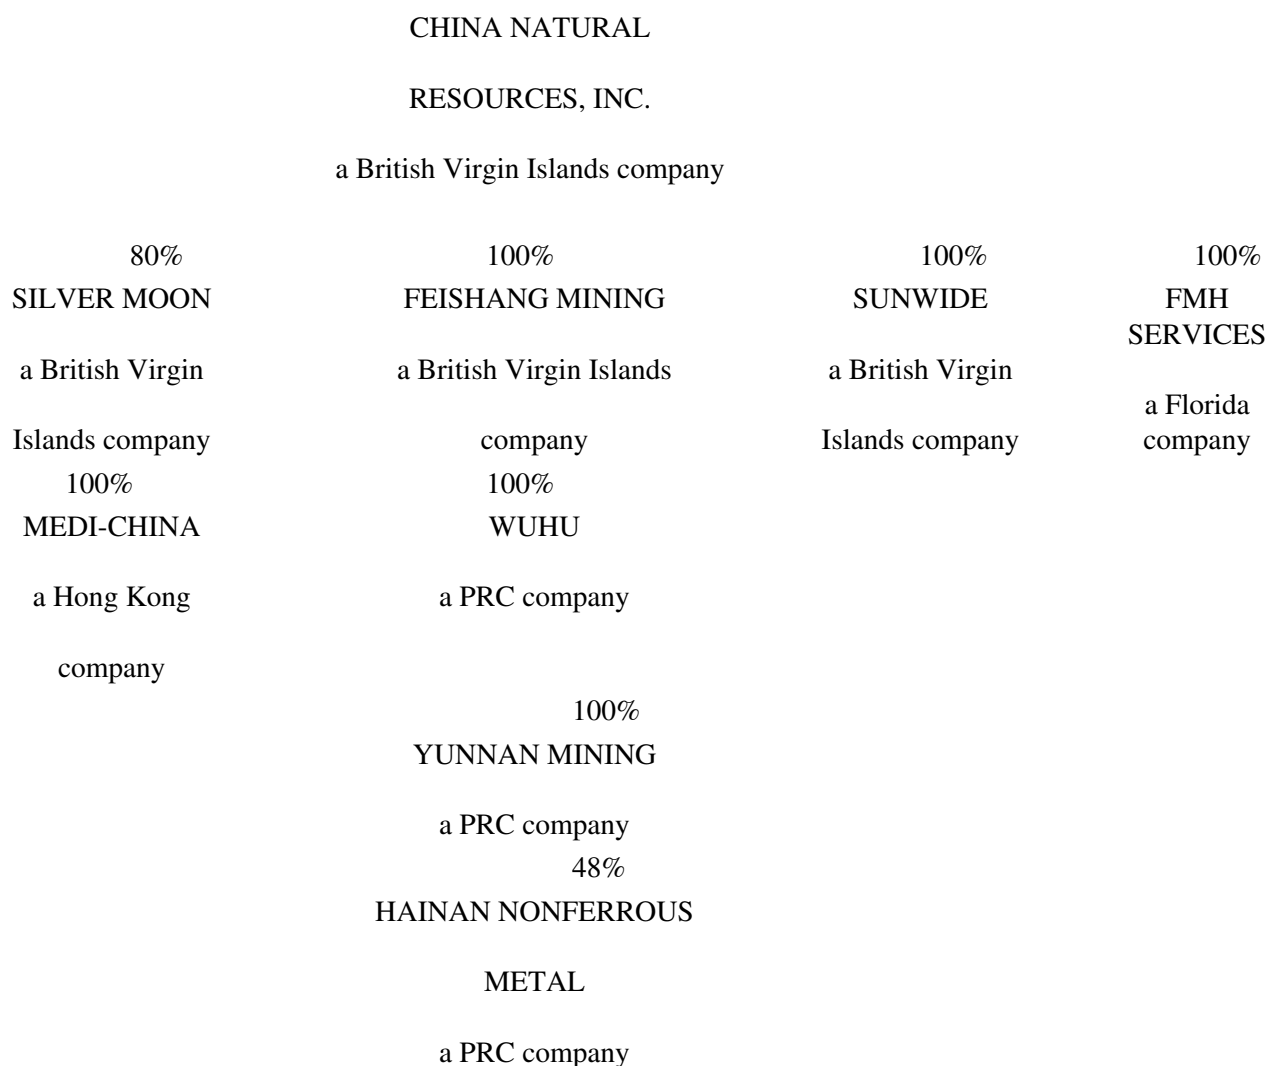 CHINA NATURAL
RESOURCES, INC.
a British Virgin Islands company
80% 100% 100% 100%
SILVER MOON FEISHANG MINING SUNWIDE FMH
SERVICES
a British Virgin a British Virgin Islands a British Virgin
a Florida
Islands company company Islands company company
100% 100%
MEDI-CHINA WUHU
a Hong Kong a PRC company
company
100%
YUNNAN MINING
a PRC company
48%
HAINAN NONFERROUS
METAL
a PRC company